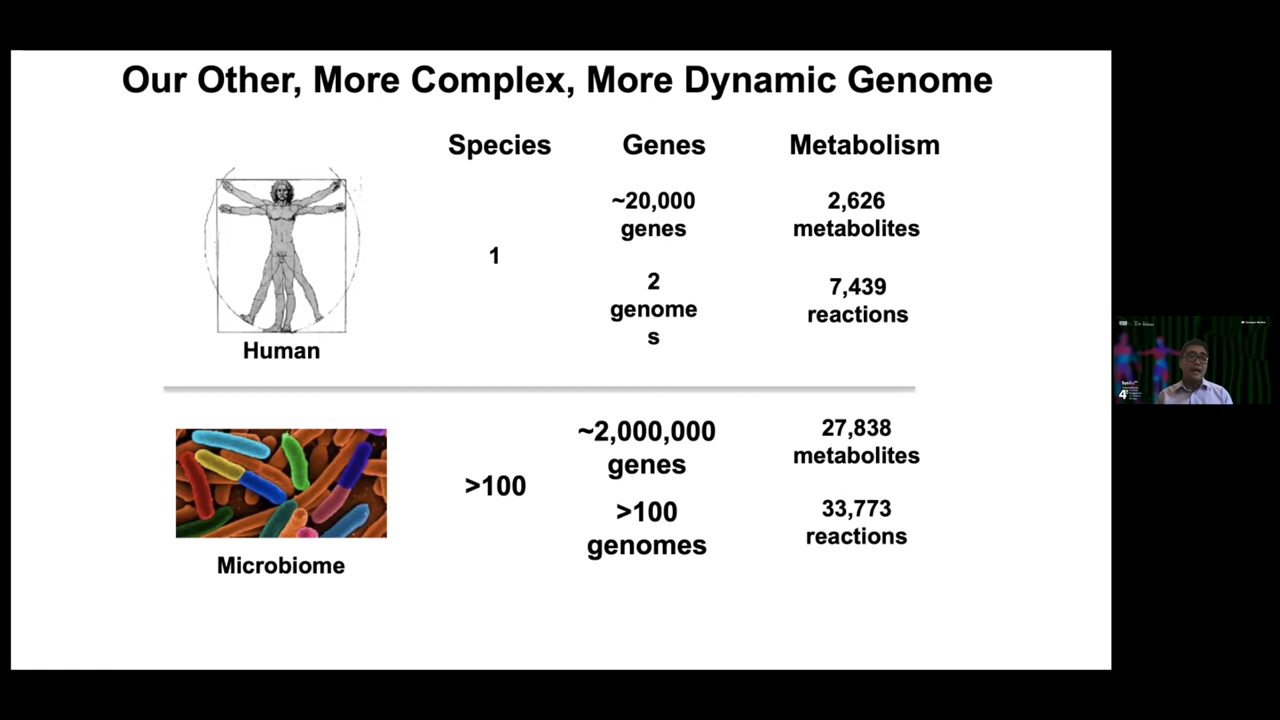 Our Other, More Complex, More Dynamic Genome
Species
Genes
Metabolism
Human
1
~20,000
genes
2
genome
s
2,626
metabolites
7,439
reactions
Microbiome
>100
~2,000,000
genes
>100
genomes
27,838
metabolites
33,773
reactions